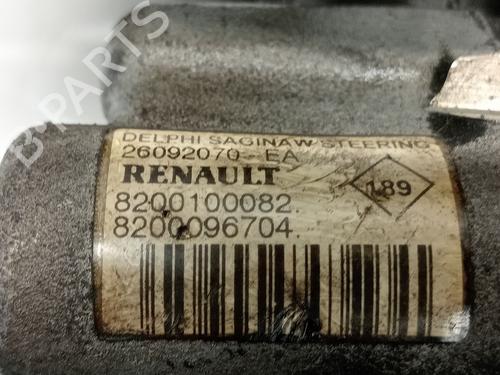 B-PARTS
DELPHI SAGINAW STEERING
26092070 - EA
RENAULT
189
8200100082.
8200096704.